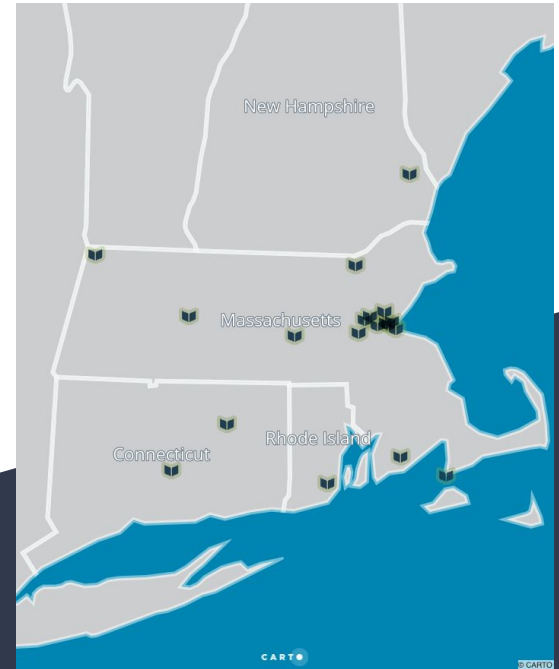 New Hampshire
Massachusetts
Rhode Island
Connecticut
CARTO
© CARTO